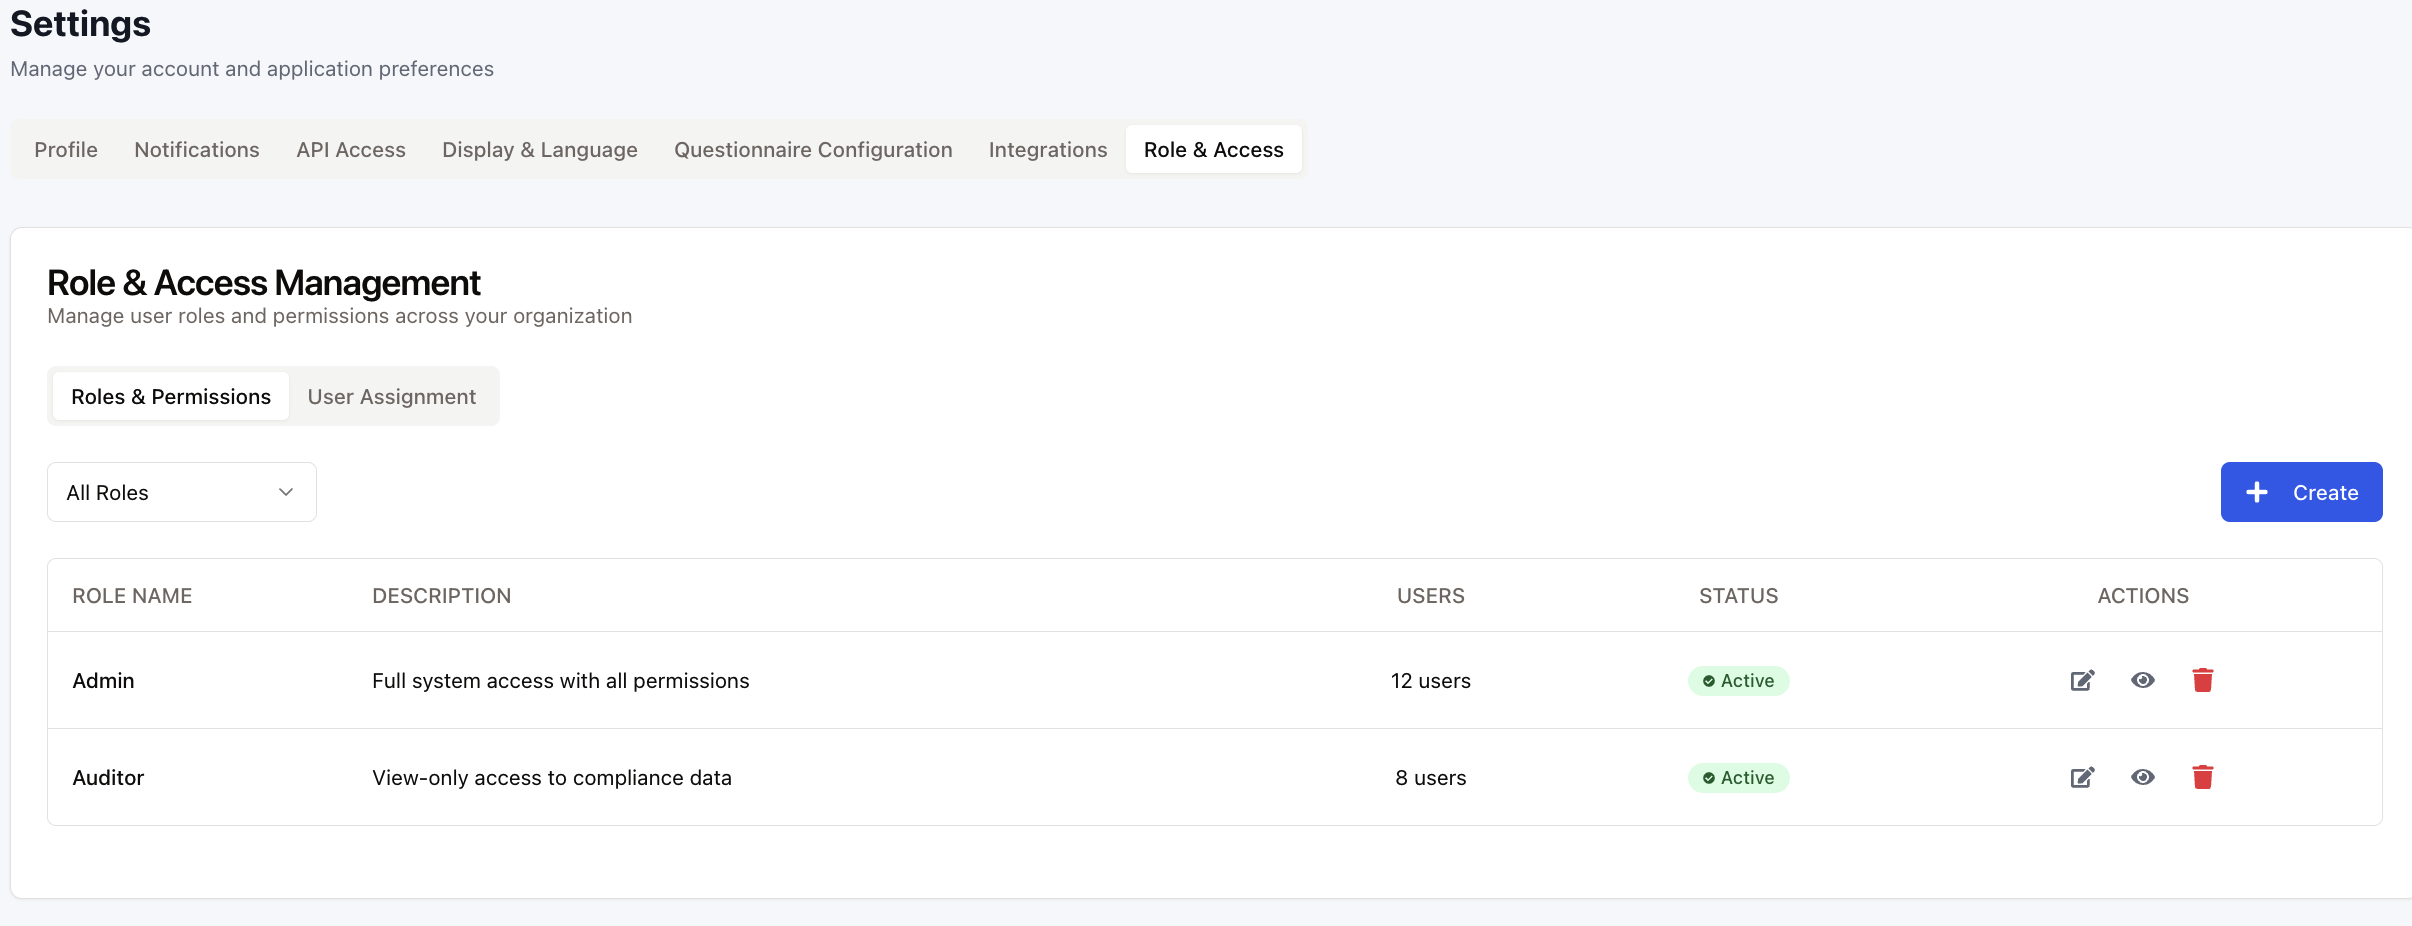 Settings
Manage your account and application preferences
Profile Notifications API Access Display & Language Questionnaire Configuration Integrations Role & Access
Role & Access Management
Manage user roles and permissions across your organization
Roles & Permissions User Assignment
All Roles
Create
ROLE NAME DESCRIPTION USERS STATUS ACTIONS
Admin Full system access with all permissions 12 users Active
Auditor View-only access to compliance data 8 users Active